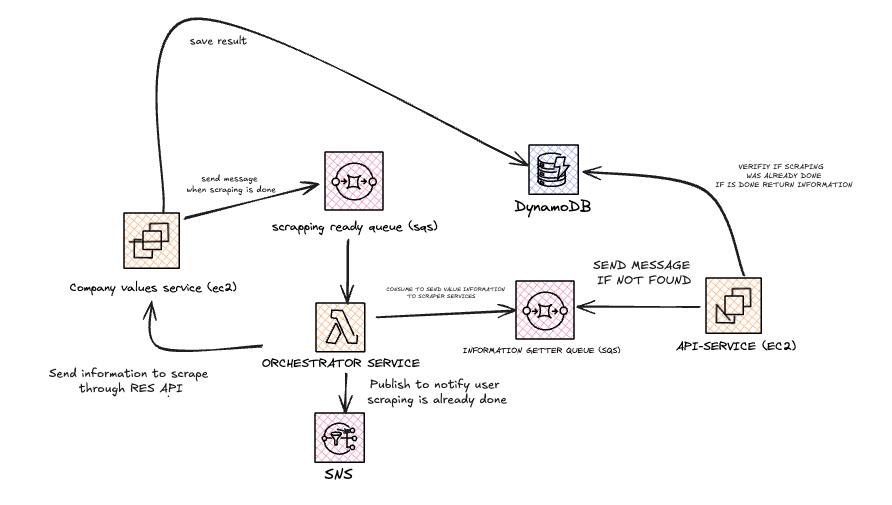 save result
send message
when scraping is done
scrapping ready queue (sqs)
DynamoDB
VERIFIY IF SCRAPING
WAS ALREADY DONE
IF IS DONE RETURN INFORMATION
Company values service (ec2)
CONSUME TO SEND VALUE INFORMATION
TO SCRAPER SERVICES
SEND MESSAGE
IF NOT FOUND
INFORMATION GETTER QUEUE (SQS)
API-SERVICE (EC2)
ORCHESTRATOR SERVICE
Send information to scrape
through RES API
Publish to notify user
scraping is already done
SNS